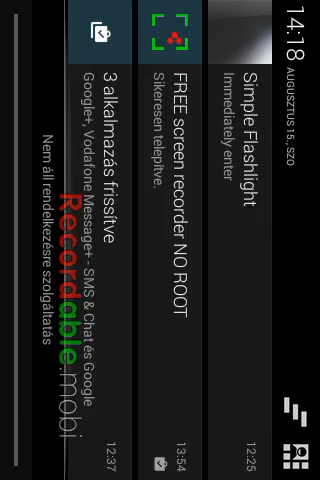 14:18 AUGUSZTUS 15., SZO
Simple Flashlight
Immediately enter
12:25
FREE screen recorder NO ROOT
Sikeresen telepítve.
13:54
3 alkalmazás frissítve
Google+, Vodafone Message+ - SMS & Chat és Google
12:37
Recordable.mobi
Nem áll rendelkezésre szolgáltatás